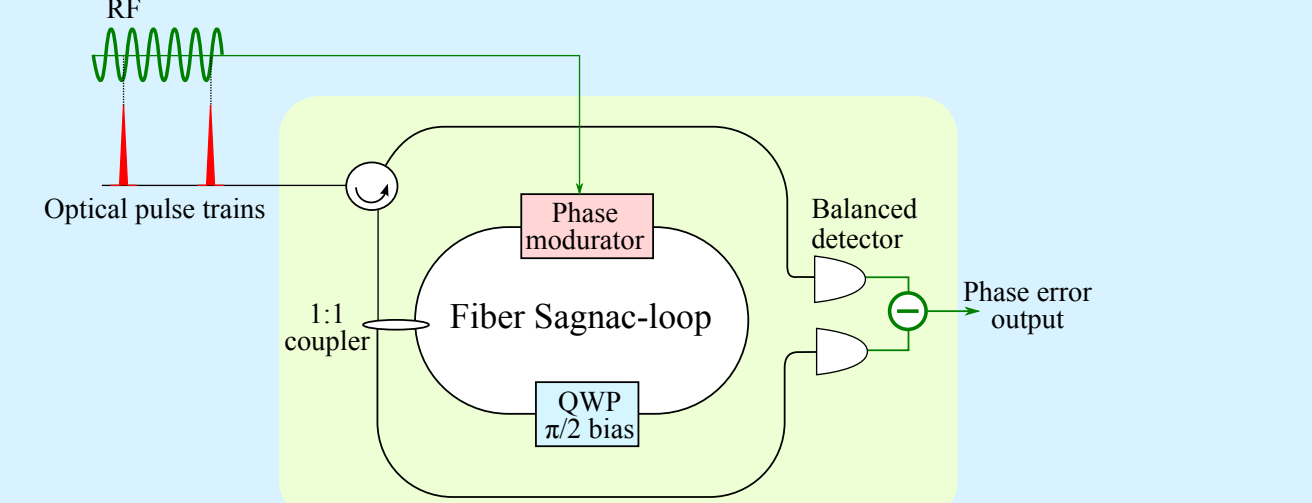 RF
Optical pulse trains
Phase
modurator
Balanced
detector
Phase error
output
1:1
coupler
Fiber Sagnac-loop
QWP
π/2 bias